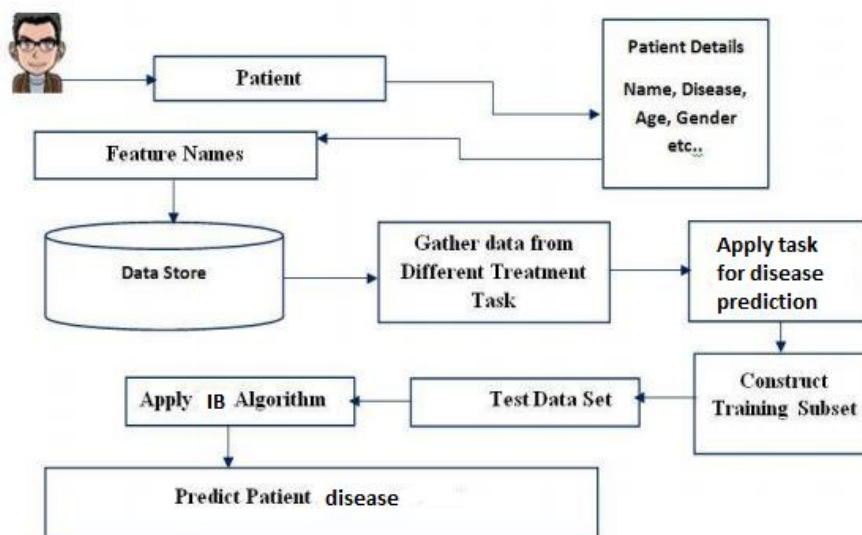 Patient
Patient Details
Name, Disease,
Age, Gender
etc..
Feature Names
Data Store
Gather data from
Different Treatment
Task
Apply task
for disease
prediction
Construct
Training Subset
Test Data Set
Apply IB Algorithm
Predict Patient disease